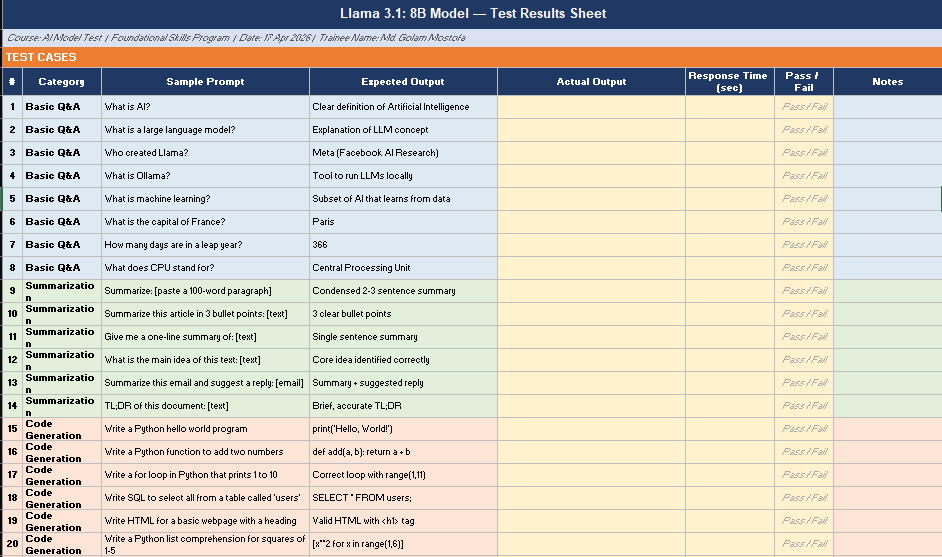 Llama 3.1: 8B Model — Test Results Sheet
Course: AI Model Test | Foundational Skills Program | Date: 17 Apr 2026 | Trainee Name: Md. Golam Mostofa
TEST CASES
# Category Sample Prompt Expected Output Actual Output Response Time (sec) Pass / Fail Notes
1 Basic Q&A What is AI? Clear definition of Artificial Intelligence Pass / Fail
2 Basic Q&A What is a large language model? Explanation of LLM concept Pass / Fail
3 Basic Q&A Who created Llama? Meta (Facebook AI Research) Pass / Fail
4 Basic Q&A What is Ollama? Tool to run LLMs locally Pass / Fail
5 Basic Q&A What is machine learning? Subset of AI that learns from data Pass / Fail
6 Basic Q&A What is the capital of France? Paris Pass / Fail
7 Basic Q&A How many days are in a leap year? 366 Pass / Fail
8 Basic Q&A What does CPU stand for? Central Processing Unit Pass / Fail
9 Summarization Summarize: [paste a 100-word paragraph] Condensed 2-3 sentence summary Pass / Fail
10 Summarization Summarize this article in 3 bullet points: [text] 3 clear bullet points Pass / Fail
11 Summarization Give me a one-line summary of: [text] Single sentence summary Pass / Fail
12 Summarization What is the main idea of this text: [text] Core idea identified correctly Pass / Fail
13 Summarization Summarize this email and suggest a reply: [email] Summary + suggested reply Pass / Fail
14 Summarization TL;DR of this document: [text] Brief, accurate TL;DR Pass / Fail
15 Code Generation Write a Python hello world program print('Hello, World!') Pass / Fail
16 Code Generation Write a Python function to add two numbers def add(a, b): return a + b Pass / Fail
17 Code Generation Write a for loop in Python that prints 1 to 10 Correct loop with range(1,11) Pass / Fail
18 Code Generation Write SQL to select all from a table called 'users' SELECT * FROM users; Pass / Fail
19 Code Generation Write HTML for a basic webpage with a heading Valid HTML with <h1> tag Pass / Fail
20 Code Generation Write a Python list comprehension for squares of 1-5 [x**2 for x in range(1,6)] Pass / Fail